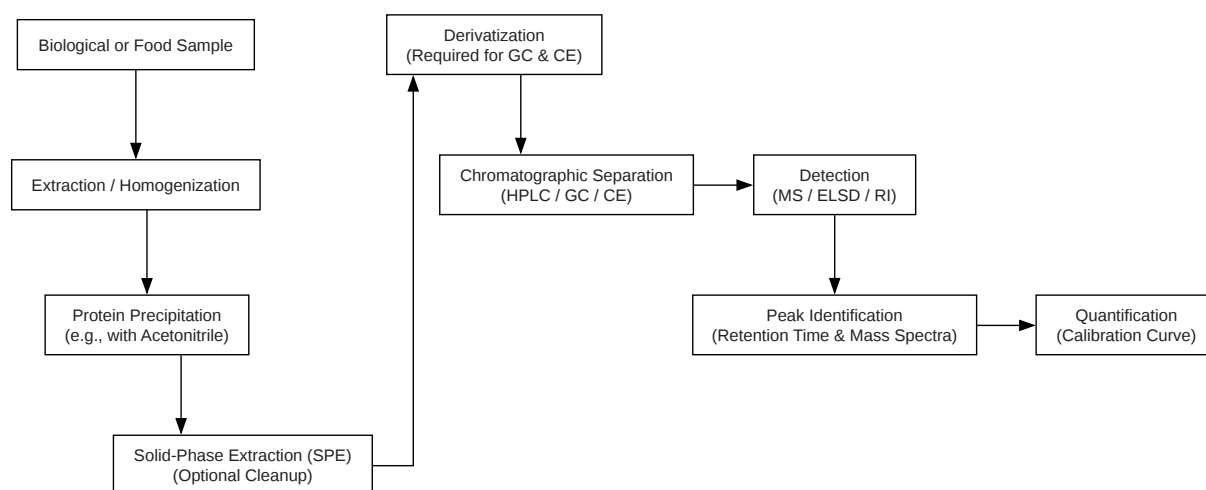 Biological or Food Sample
Extraction / Homogenization
Protein Precipitation
(e.g., with Acetonitrile)
Solid-Phase Extraction (SPE)
(Optional Cleanup)
Derivatization
(Required for GC & CE)
Chromatographic Separation
(HPLC / GC / CE)
Detection
(MS / ELSD / RI)
Peak Identification
(Retention Time & Mass Spectra)
Quantification
(Calibration Curve)